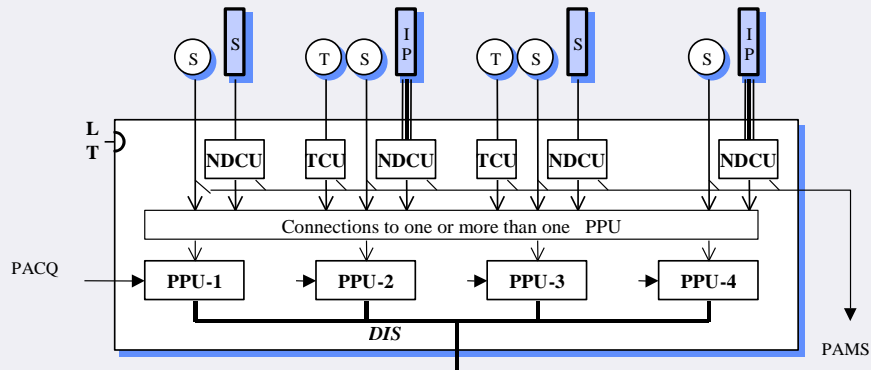 S
S
T
S
I
P
T
S
S
S
I
P
L
T
NDCU
TCU
NDCU
TCU
NDCU
NDCU
Connections to one or more than one PPU
PACQ
PPU-1
PPU-2
PPU-3
PPU-4
DIS
PAMS